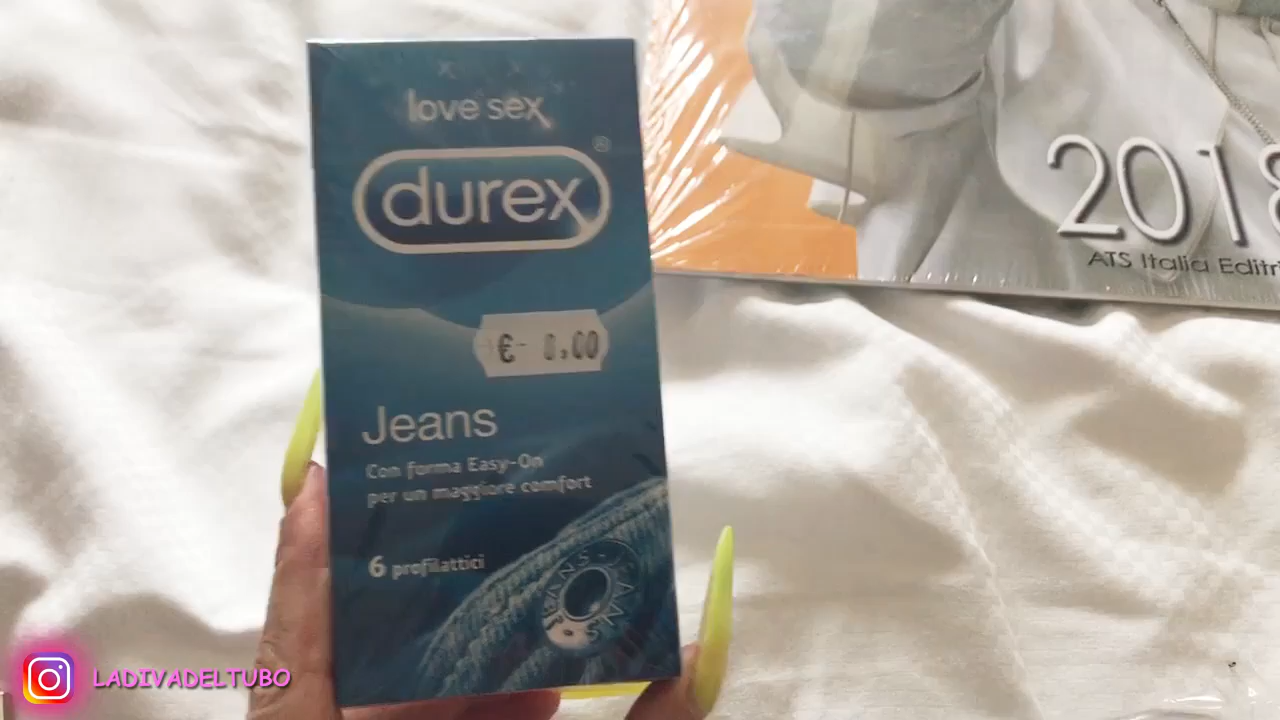 love sex
durex®
€- 0,00
Jeans
Con forma Easy-On
per un maggiore comfort
6 profilattici
JEANS
2018
ATS Italia Editri
LADIVADELTUBO